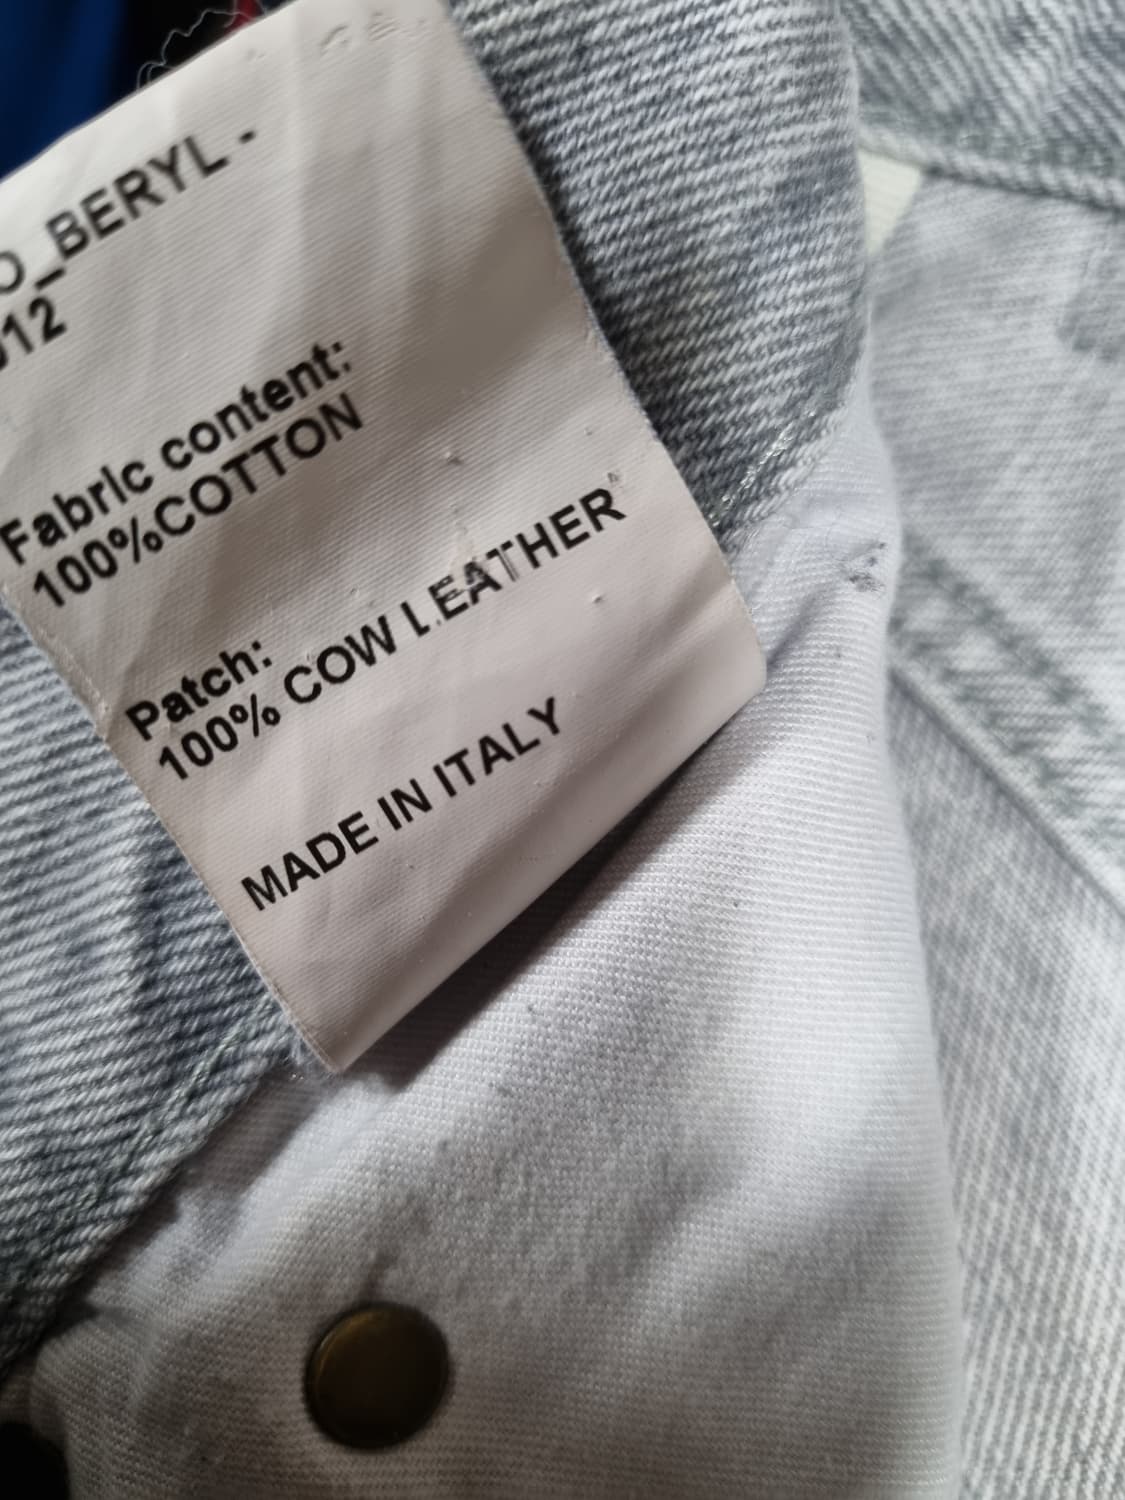 O_BERYL -
012
Fabric content:
100%COTTON
Patch:
100% COW LEATHER
MADE IN ITALY